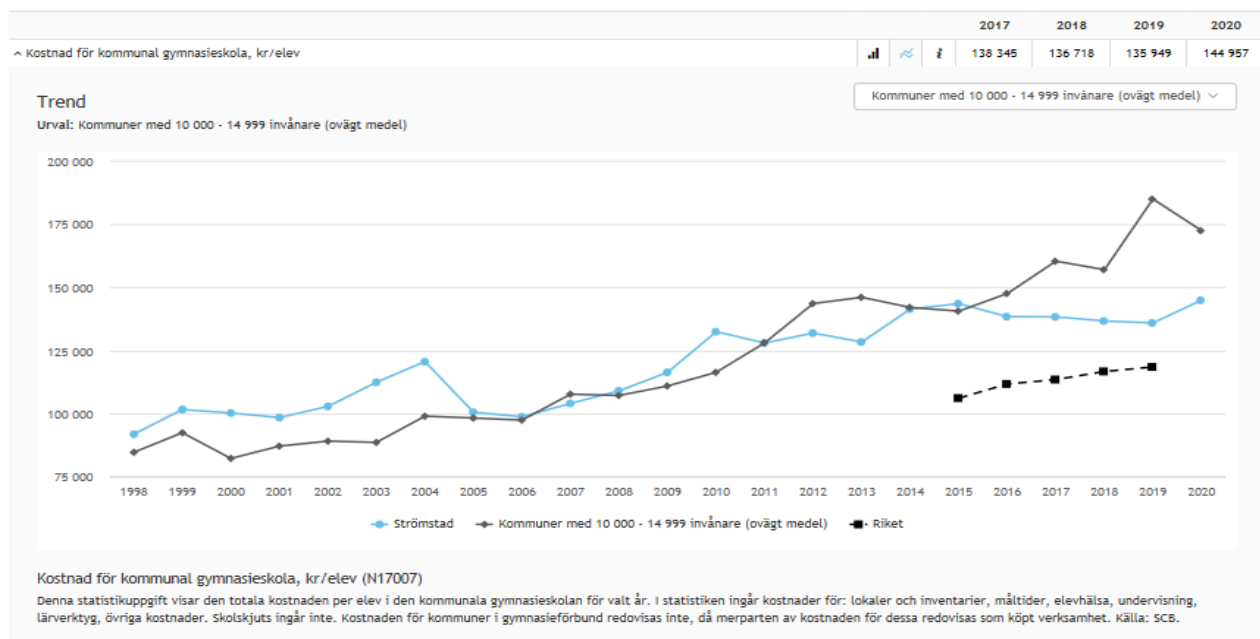 2017 2018 2019 2020
Kostnad för kommunal gymnasieskola, kr/elev i 138 345 136 718 135 949 144 957
Trend
Kommuner med 10 000 - 14 999 invånare (ovägt medel)
Urval: Kommuner med 10 000 - 14 999 invånare (ovägt medel)
200 000
175 000
150 000
125 000
100 000
75 000
1998 1999 2000 2001 2002 2003 2004 2005 2006 2007 2008 2009 2010 2011 2012 2013 2014 2015 2016 2017 2018 2019 2020
Strömstad Kommuner med 10 000 - 14 999 invånare (ovägt medel) Riket
Kostnad för kommunal gymnasieskola, kr/elev (N17007)
Denna statistikuppgift visar den totala kostnaden per elev i den kommunala gymnasieskolan för valt år. I statistiken ingår kostnader för: lokaler och inventarier, måltider, elevhälsa, undervisning,
lärverktyg, övriga kostnader. Skolskjuts ingår inte. Kostnaden för kommuner i gymnasieförbund redovisas inte, då merparten av kostnaden för dessa redovisas som köpt verksamhet. Källa: SCB.